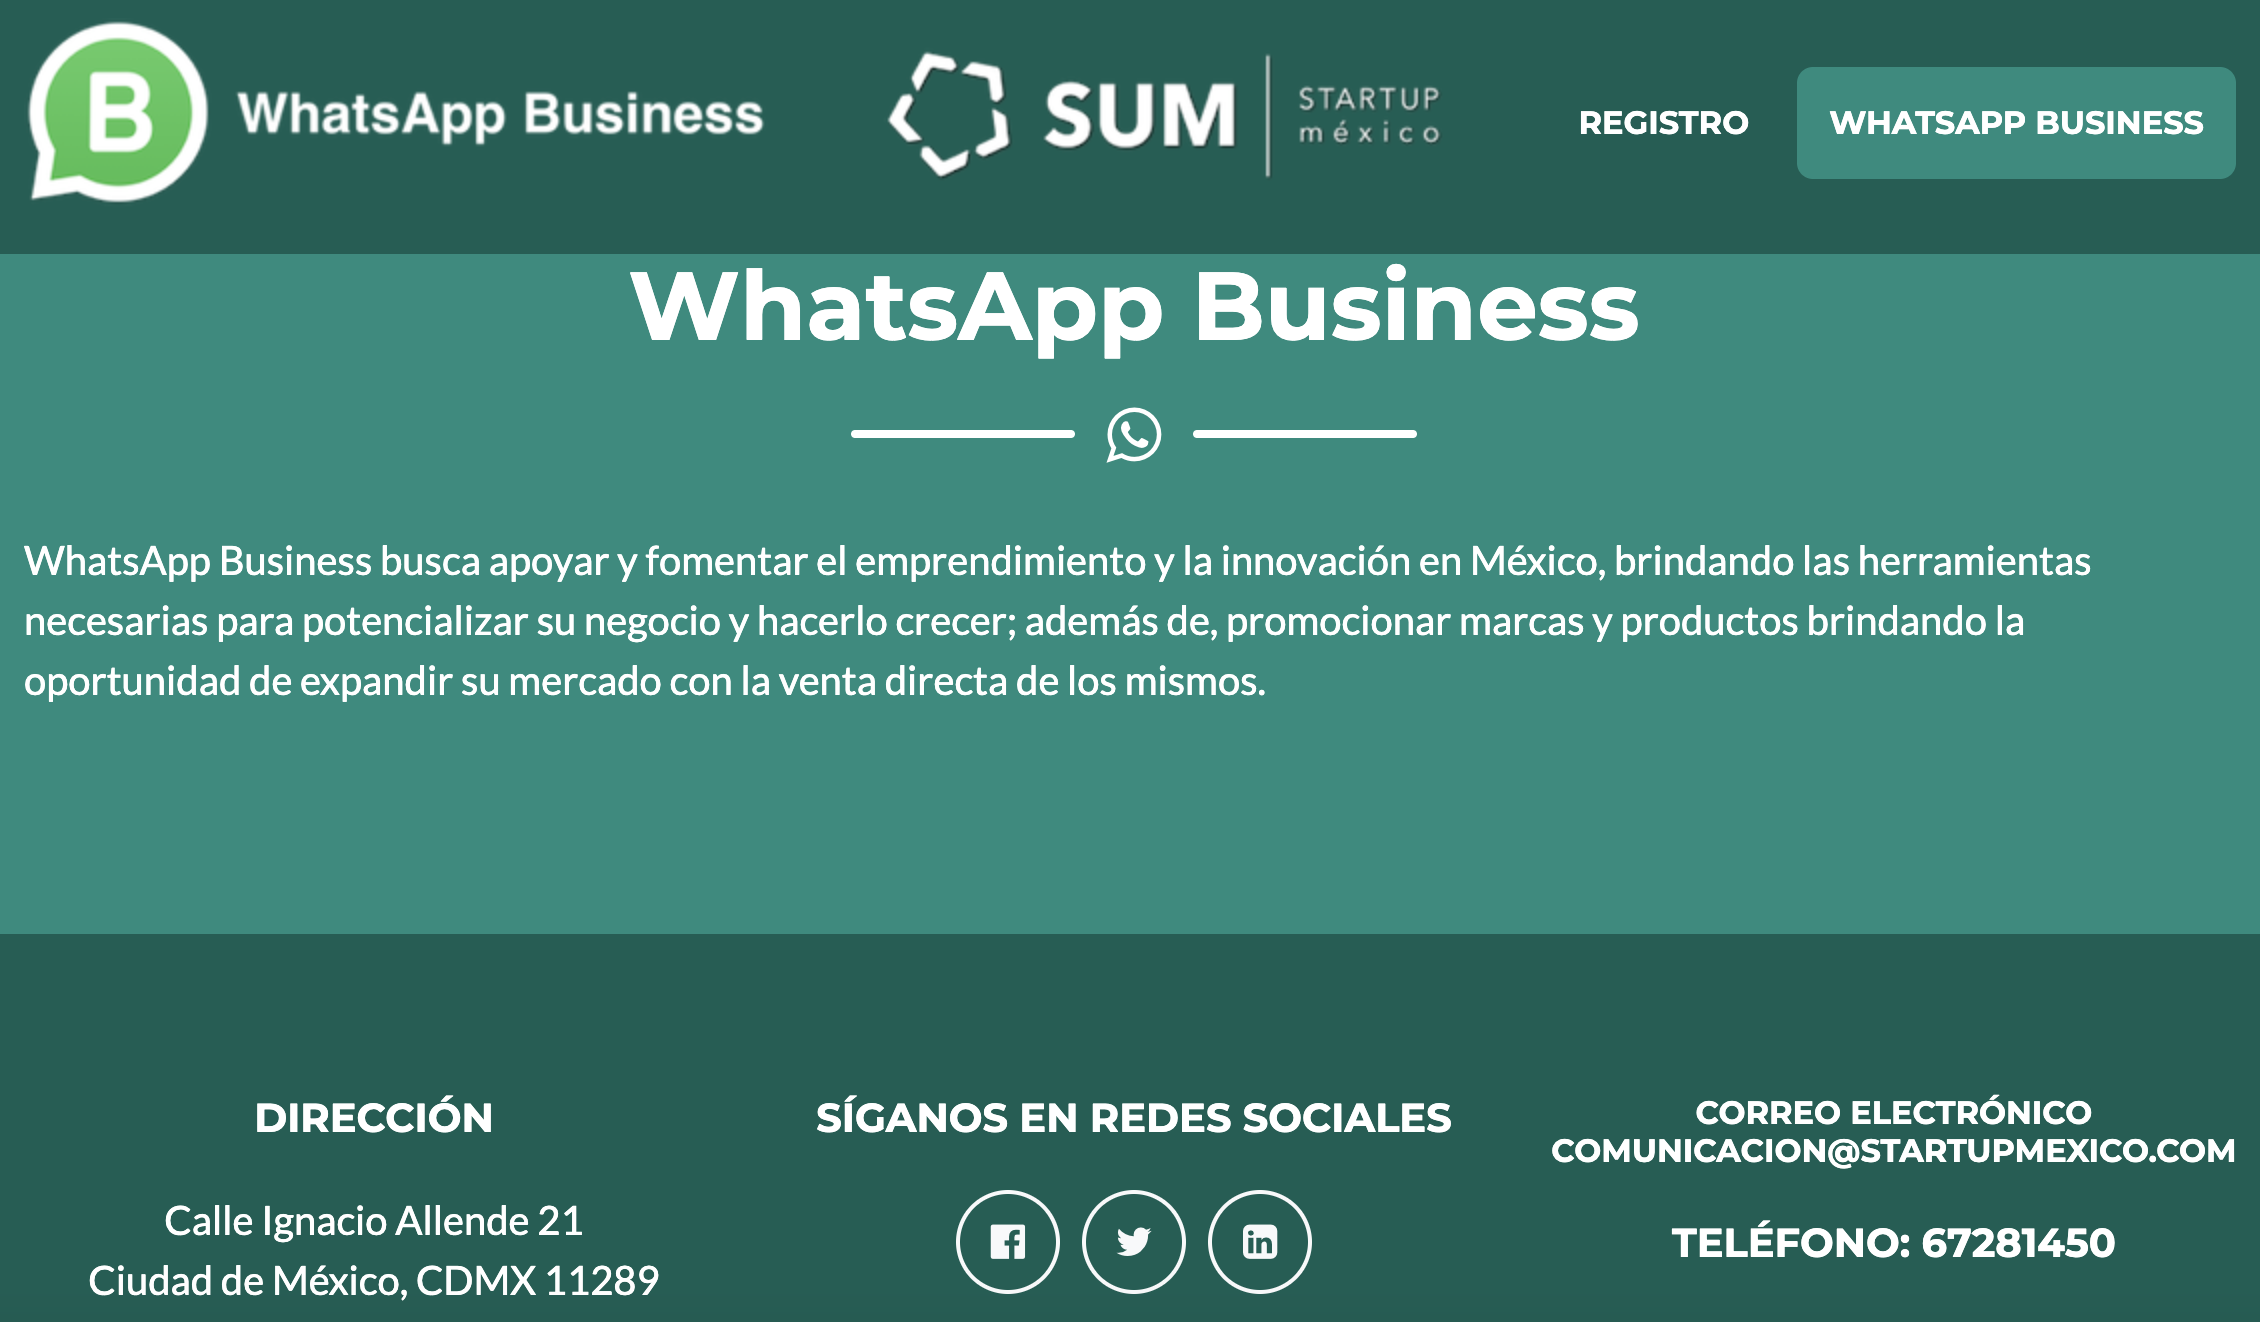 B WhatsApp Business
SUM
STARTUP
méxico
REGISTRO
WHATSAPP BUSINESS
WhatsApp Business
WhatsApp Business busca apoyar y fomentar el emprendimiento y la innovación en México, brindando las herramientas
necesarias para potencializar su negocio y hacerlo crecer; además de, promocionar marcas y productos brindando la
oportunidad de expandir su mercado con la venta directa de los mismos.
DIRECCIÓN
Calle Ignacio Allende 21
Ciudad de México, CDMX 11289
SÍGANOS EN REDES SOCIALES
CORREO ELECTRÓNICO
COMUNICACION@STARTUPMEXICO.COM
TELÉFONO: 67281450